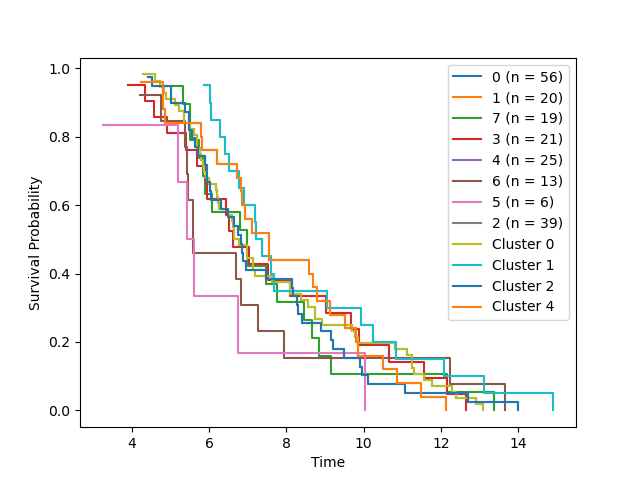 1.0
0.8
0.6
0.4
0.2
0.0
Survival Probability
4
6
8
10
12
14
Time
0 (n = 56)
1 (n = 20)
7 (n = 19)
3 (n = 21)
4 (n = 25)
6 (n = 13)
5 (n = 6)
2 (n = 39)
Cluster 0
Cluster 1
Cluster 2
Cluster 4